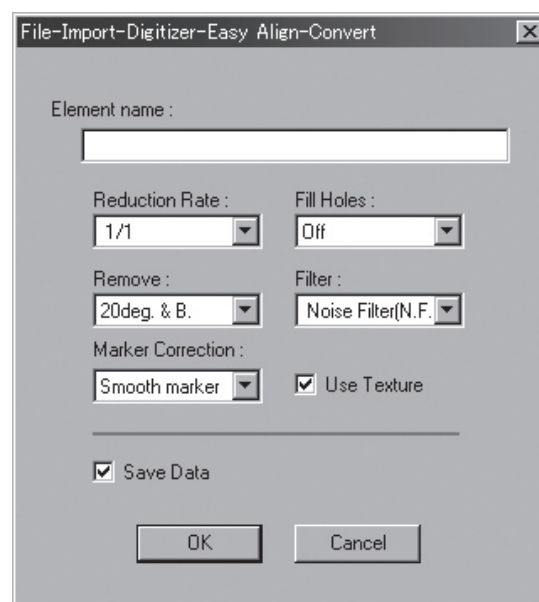 File-Import-Digitizer-Easy Align-Convert
Element name :
Reduction Rate :
Fill Holes :
1/1
Off
Remove :
Filter :
20deg. & B.
Noise Filter(N.F.
Marker Correction :
Smooth marker
Use Texture
Save Data
OK
Cancel